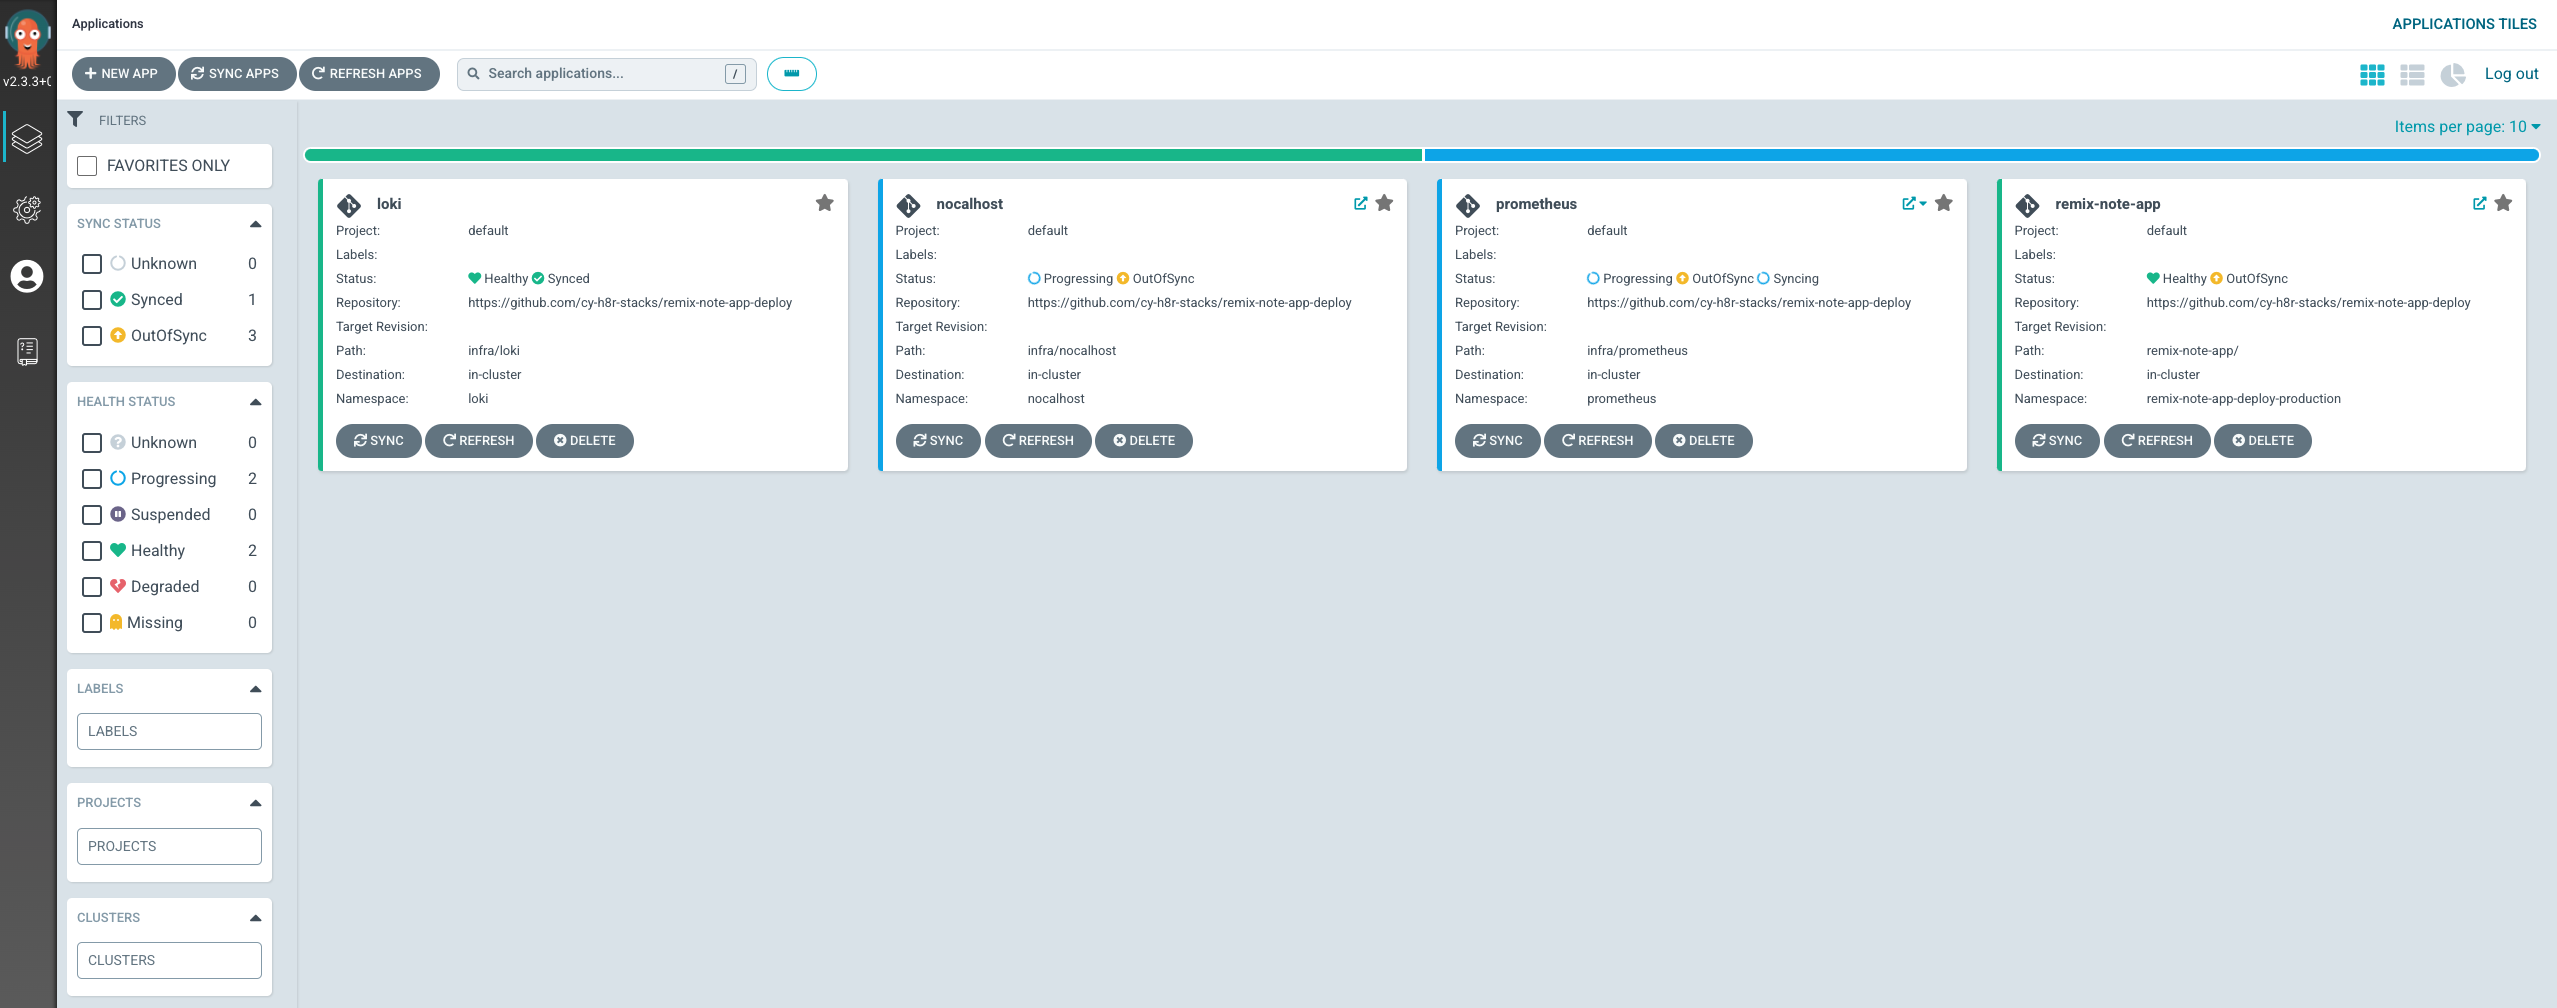 Applications
APPLICATIONS TILES
v2.3.3+
NEW APP
SYNC APPS
REFRESH APPS
Search applications...
/
Log out
FILTERS
FAVORITES ONLY
SYNC STATUS
Unknown 0
Synced 1
OutOfSync 3
HEALTH STATUS
Unknown 0
Progressing 2
Suspended 0
Healthy 2
Degraded 0
Missing 0
LABELS
LABELS
PROJECTS
PROJECTS
CLUSTERS
CLUSTERS
Items per page: 10
loki
Project: default
Labels:
Status: Healthy Synced
Repository: https://github.com/cy-h8r-stacks/remix-note-app-deploy
Target Revision:
Path: infra/loki
Destination: in-cluster
Namespace: loki
SYNC REFRESH DELETE
nocalhost
Project: default
Labels:
Status: Progressing OutOfSync
Repository: https://github.com/cy-h8r-stacks/remix-note-app-deploy
Target Revision:
Path: infra/nocalhost
Destination: in-cluster
Namespace: nocalhost
SYNC REFRESH DELETE
prometheus
Project: default
Labels:
Status: Progressing OutOfSync Syncing
Repository: https://github.com/cy-h8r-stacks/remix-note-app-deploy
Target Revision:
Path: infra/prometheus
Destination: in-cluster
Namespace: prometheus
SYNC REFRESH DELETE
remix-note-app
Project: default
Labels:
Status: Healthy OutOfSync
Repository: https://github.com/cy-h8r-stacks/remix-note-app-deploy
Target Revision:
Path: remix-note-app/
Destination: in-cluster
Namespace: remix-note-app-deploy-production
SYNC REFRESH DELETE